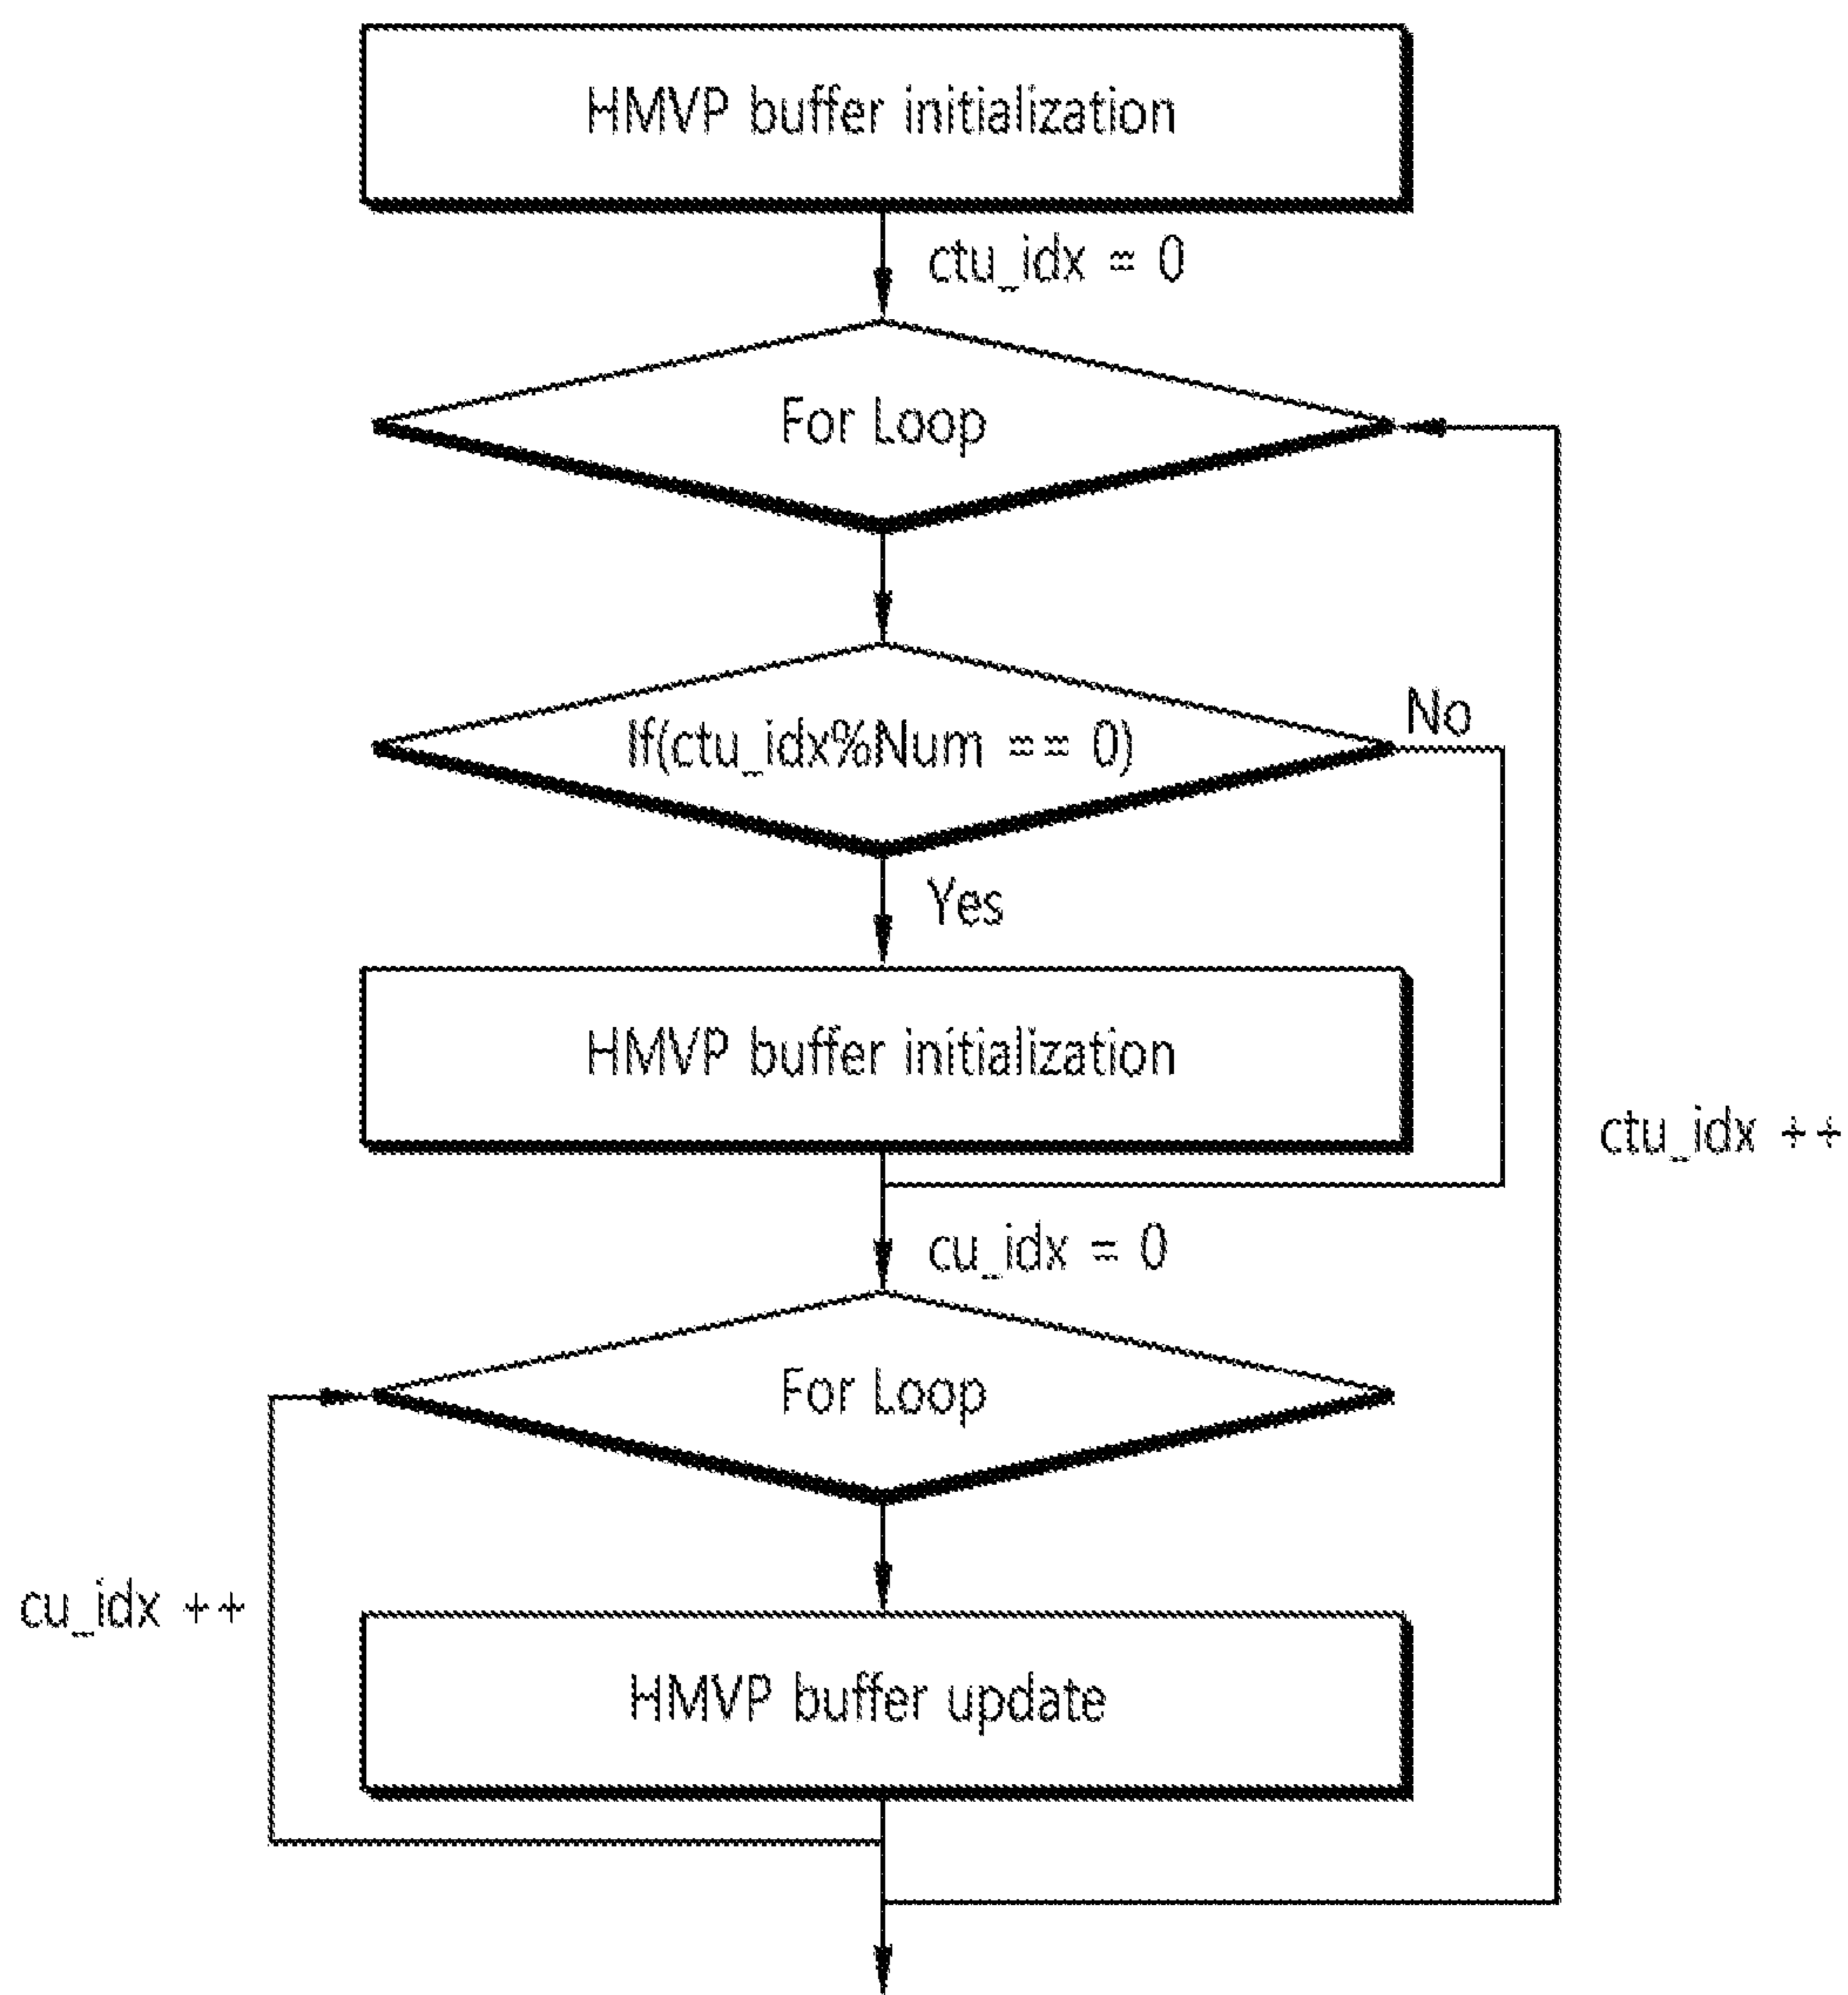 HMVP buffer initialization
ctu_idx = 0
For Loop
If(ctu_idx%Num == 0)
No
Yes
HMVP buffer initialization
ctu_idx ++
cu_idx = 0
For Loop
cu_idx ++
HMVP buffer update